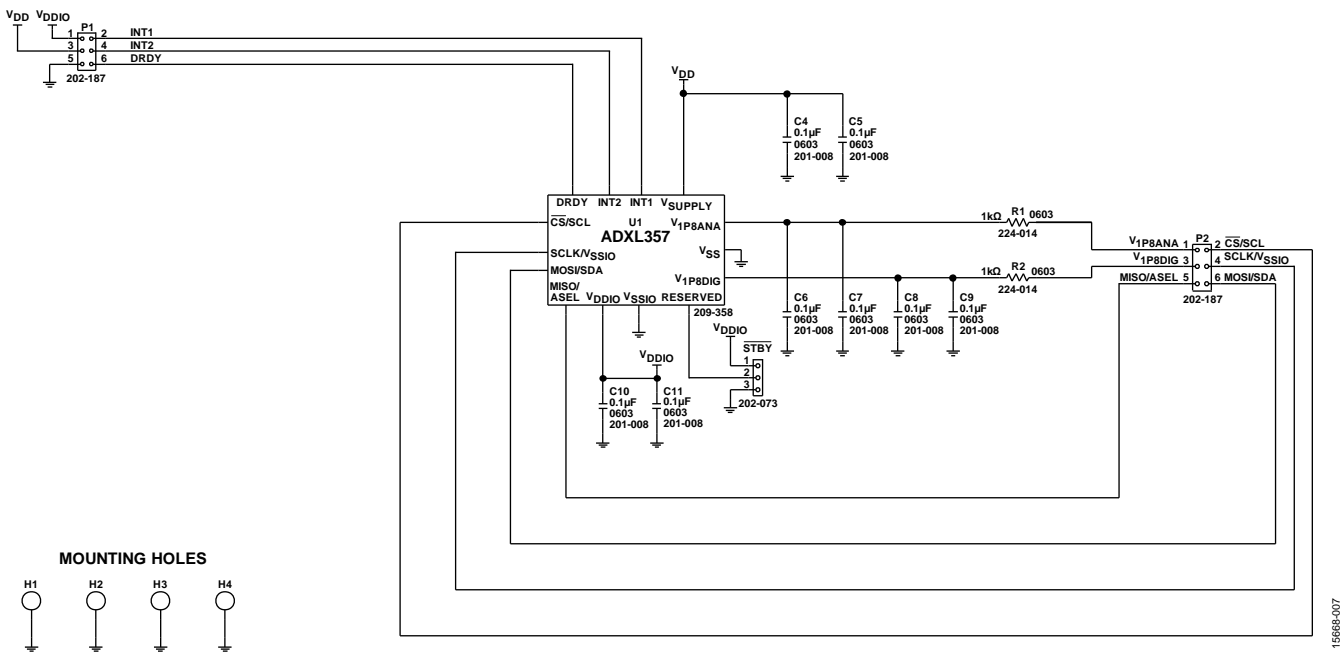 VDD VDDIO
P1
1 2 INT1
3 4 INT2
5 6 DRDY
202-187
VDD
C4
0.1µF
0603
201-008
C5
0.1µF
0603
201-008
DRDY INT2 INT1 VSUPPLY
CS/SCL
U1
ADXL357
V1P8ANA
SCLK/VSSIO
VSS
MOSI/SDA
V1P8DIG
MISO/
ASEL
VDDIO VSSIO RESERVED
209-358
1kΩ R1 0603
224-014
1kΩ R2 0603
224-014
P2
V1P8ANA 1 2 CS/SCL
V1P8DIG 3 4 SCLK/VSSIO
MISO/ASEL 5 6 MOSI/SDA
202-187
C6
0.1µF
0603
201-008
C7
0.1µF
0603
201-008
C8
0.1µF
0603
201-008
C9
0.1µF
0603
201-008
VDDIO
STBY
1
2
3
202-073
VDDIO
C10
0.1µF
0603
201-008
C11
0.1µF
0603
201-008
MOUNTING HOLES
H1 H2 H3 H4
15668-007